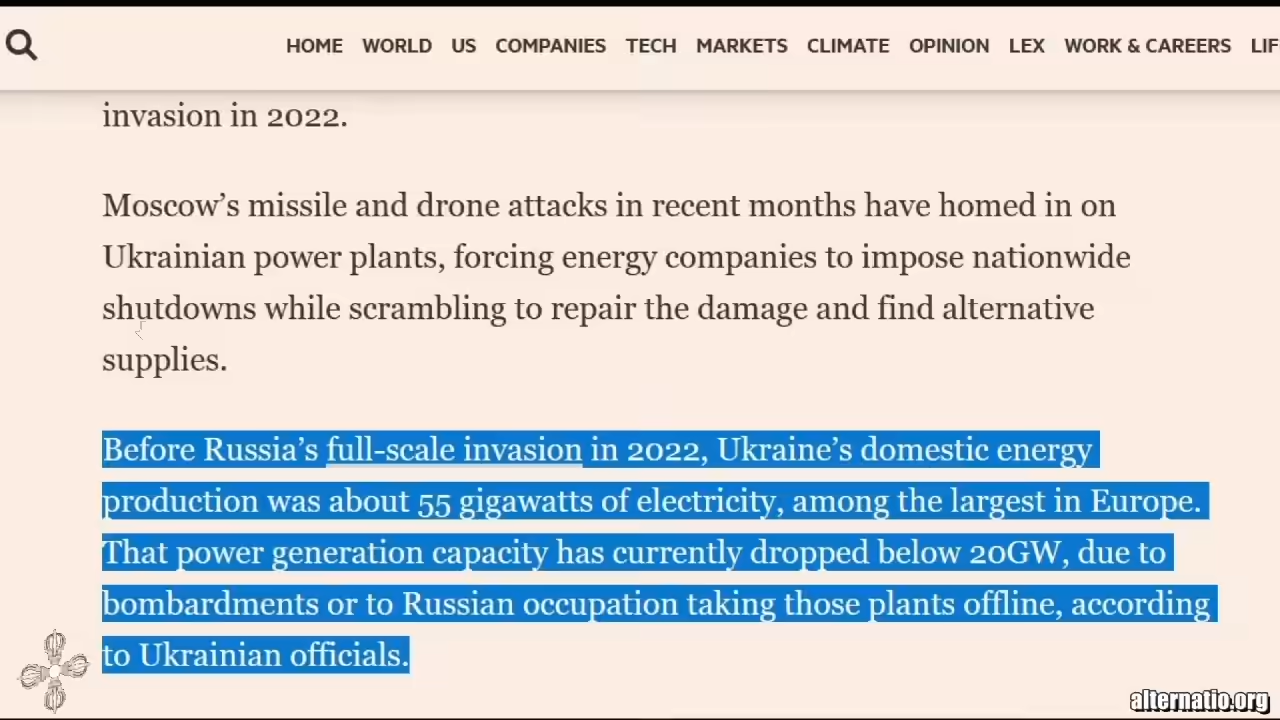 HOME WORLD US COMPANIES TECH MARKETS CLIMATE OPINION LEX WORK & CAREERS LIF
invasion in 2022.
Moscow’s missile and drone attacks in recent months have homed in on
Ukrainian power plants, forcing energy companies to impose nationwide
shutdowns while scrambling to repair the damage and find alternative
supplies.
Before Russia’s full-scale invasion in 2022, Ukraine’s domestic energy
production was about 55 gigawatts of electricity, among the largest in Europe.
That power generation capacity has currently dropped below 20GW, due to
bombardments or to Russian occupation taking those plants offline, according
to Ukrainian officials.
alternatio.org